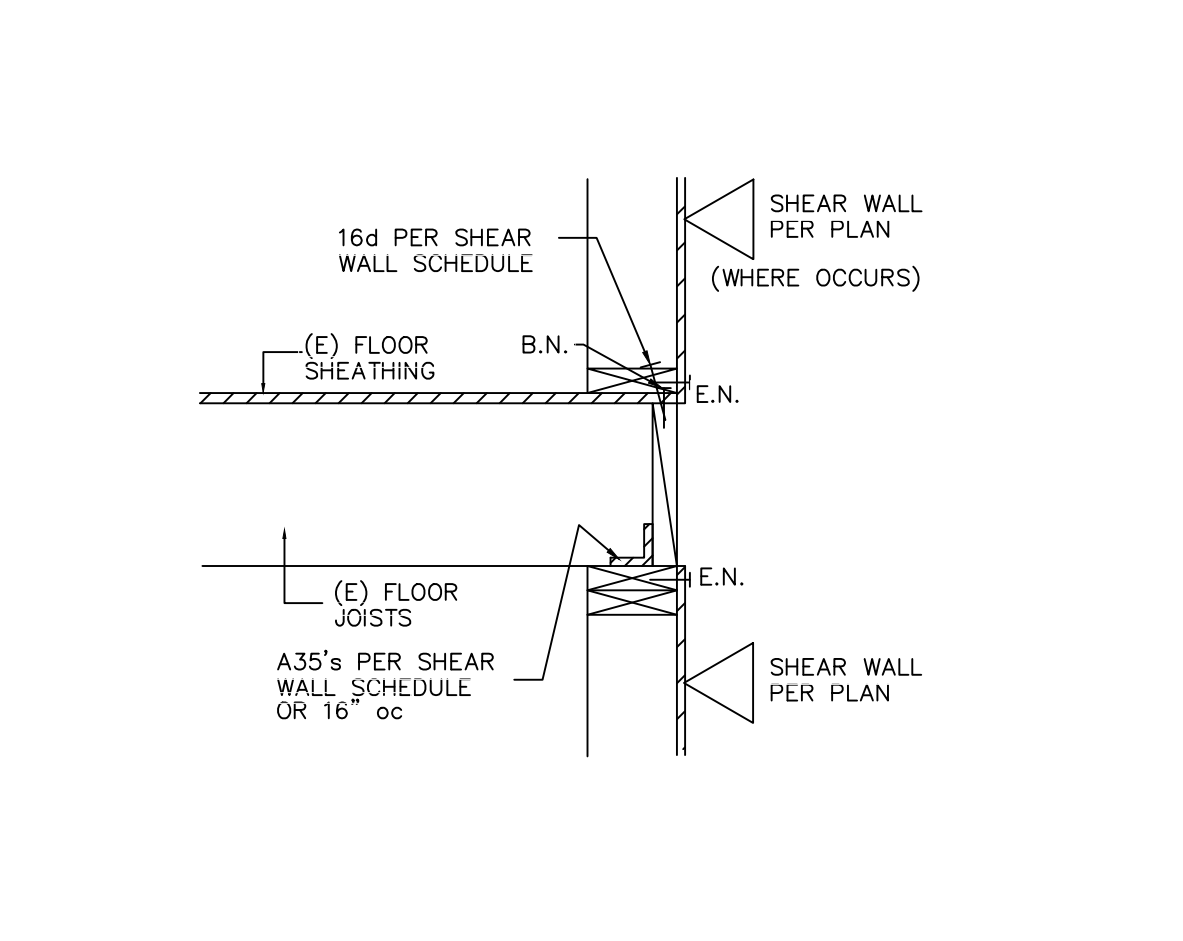 SHEAR WALL
PER PLAN
(WHERE OCCURS)
16d PER SHEAR
WALL SCHEDULE
(E) FLOOR
SHEATHING
B.N.
E.N.
E.N.
(E) FLOOR
JOISTS
A35's PER SHEAR
WALL SCHEDULE
OR 16" oc
SHEAR WALL
PER PLAN